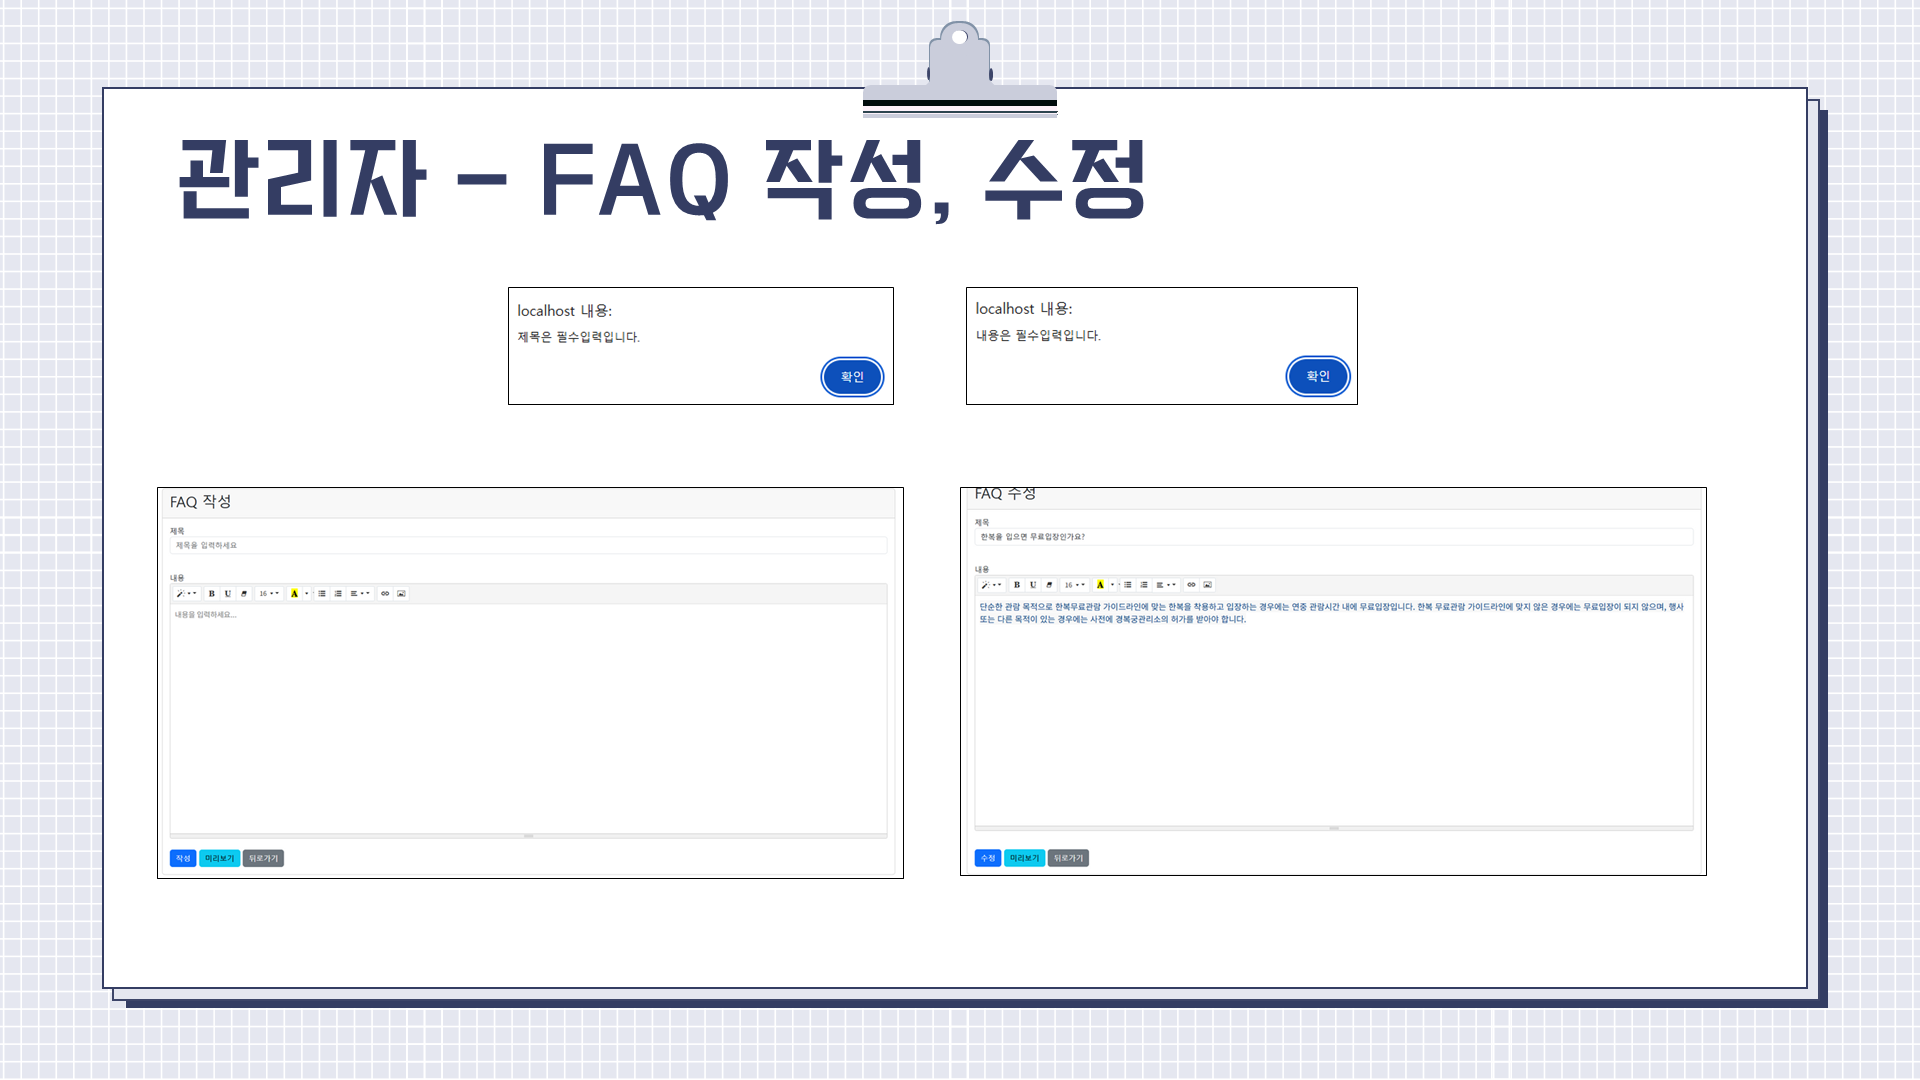 관리자 – FAQ 작성, 수정
localhost 내용:
제목은 필수입력입니다.
확인
localhost 내용:
내용은 필수입력입니다.
확인
FAQ 작성
제목
제목을 입력하세요
내용
B U 16 A
내용을 입력하세요...
작성 미리보기 뒤로가기
FAQ 수정
제목
한복을 입으면 무료입장인가요?
내용
B U 16 A
단순한 관람 목적으로 한복무료관람 가이드라인에 맞는 한복을 착용하고 입장하는 경우에는 연중 관람시간 내에 무료입장입니다. 한복 무료관람 가이드라인에 맞지 않은 경우에는 무료입장이 되지 않으며, 행사
또는 다른 목적이 있는 경우에는 사전에 경복궁관리소의 허가를 받아야 합니다.
수정 미리보기 뒤로가기